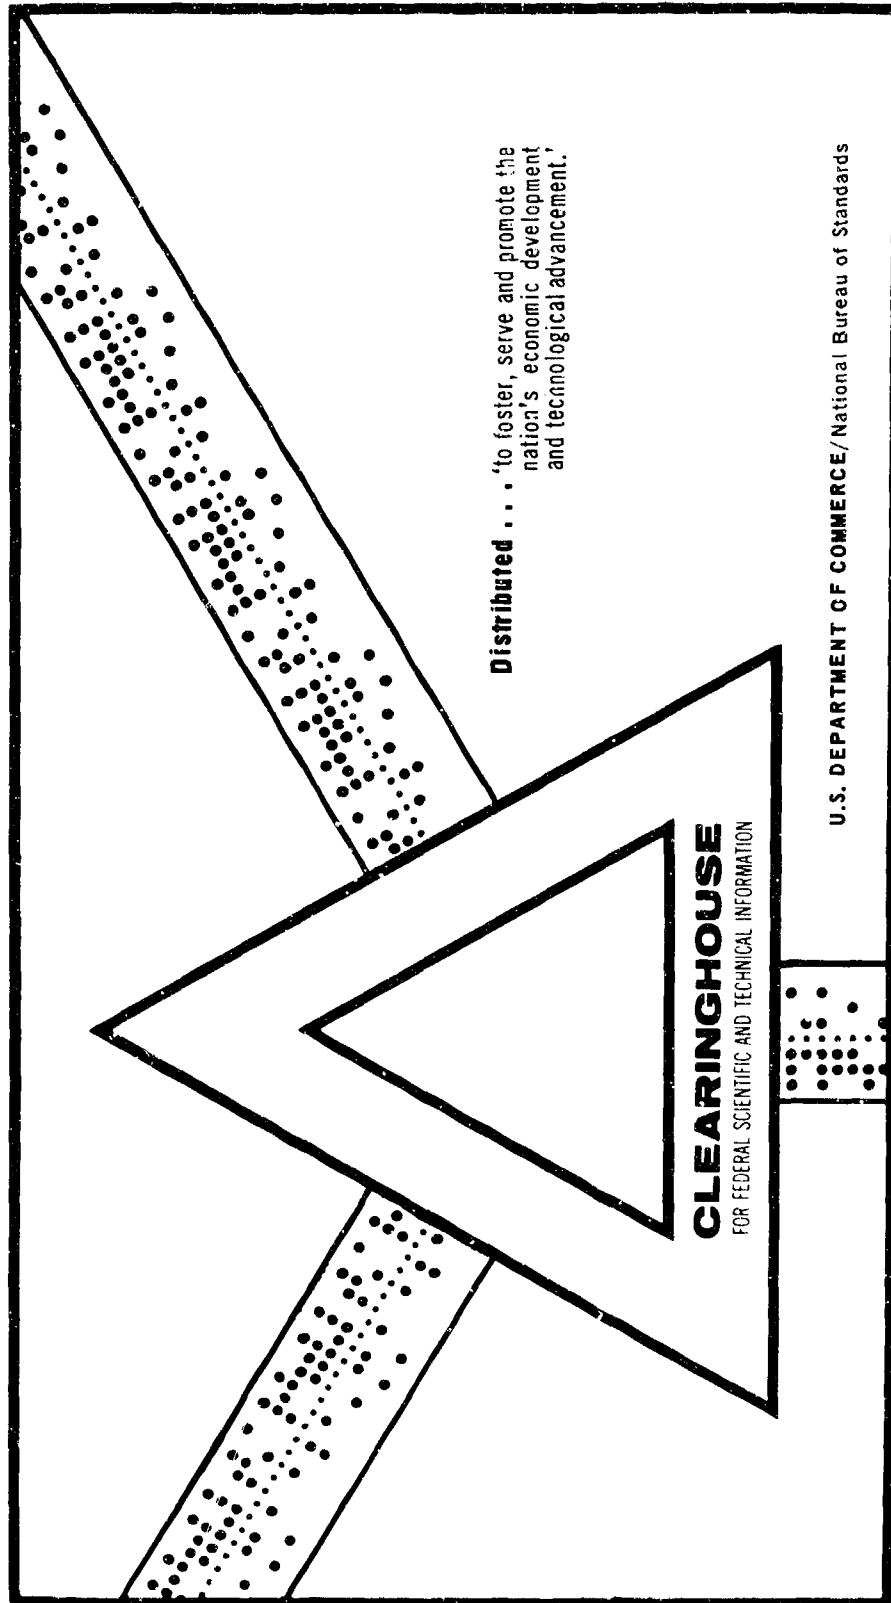 Distributed . . . ‘to foster, serve and promote the
nation's economic development
and technological advancement.’
CLEARINGHOUSE
FOR FEDERAL SCIENTIFIC AND TECHNICAL INFORMATION
U.S. DEPARTMENT OF COMMERCE/National Bureau of Standards